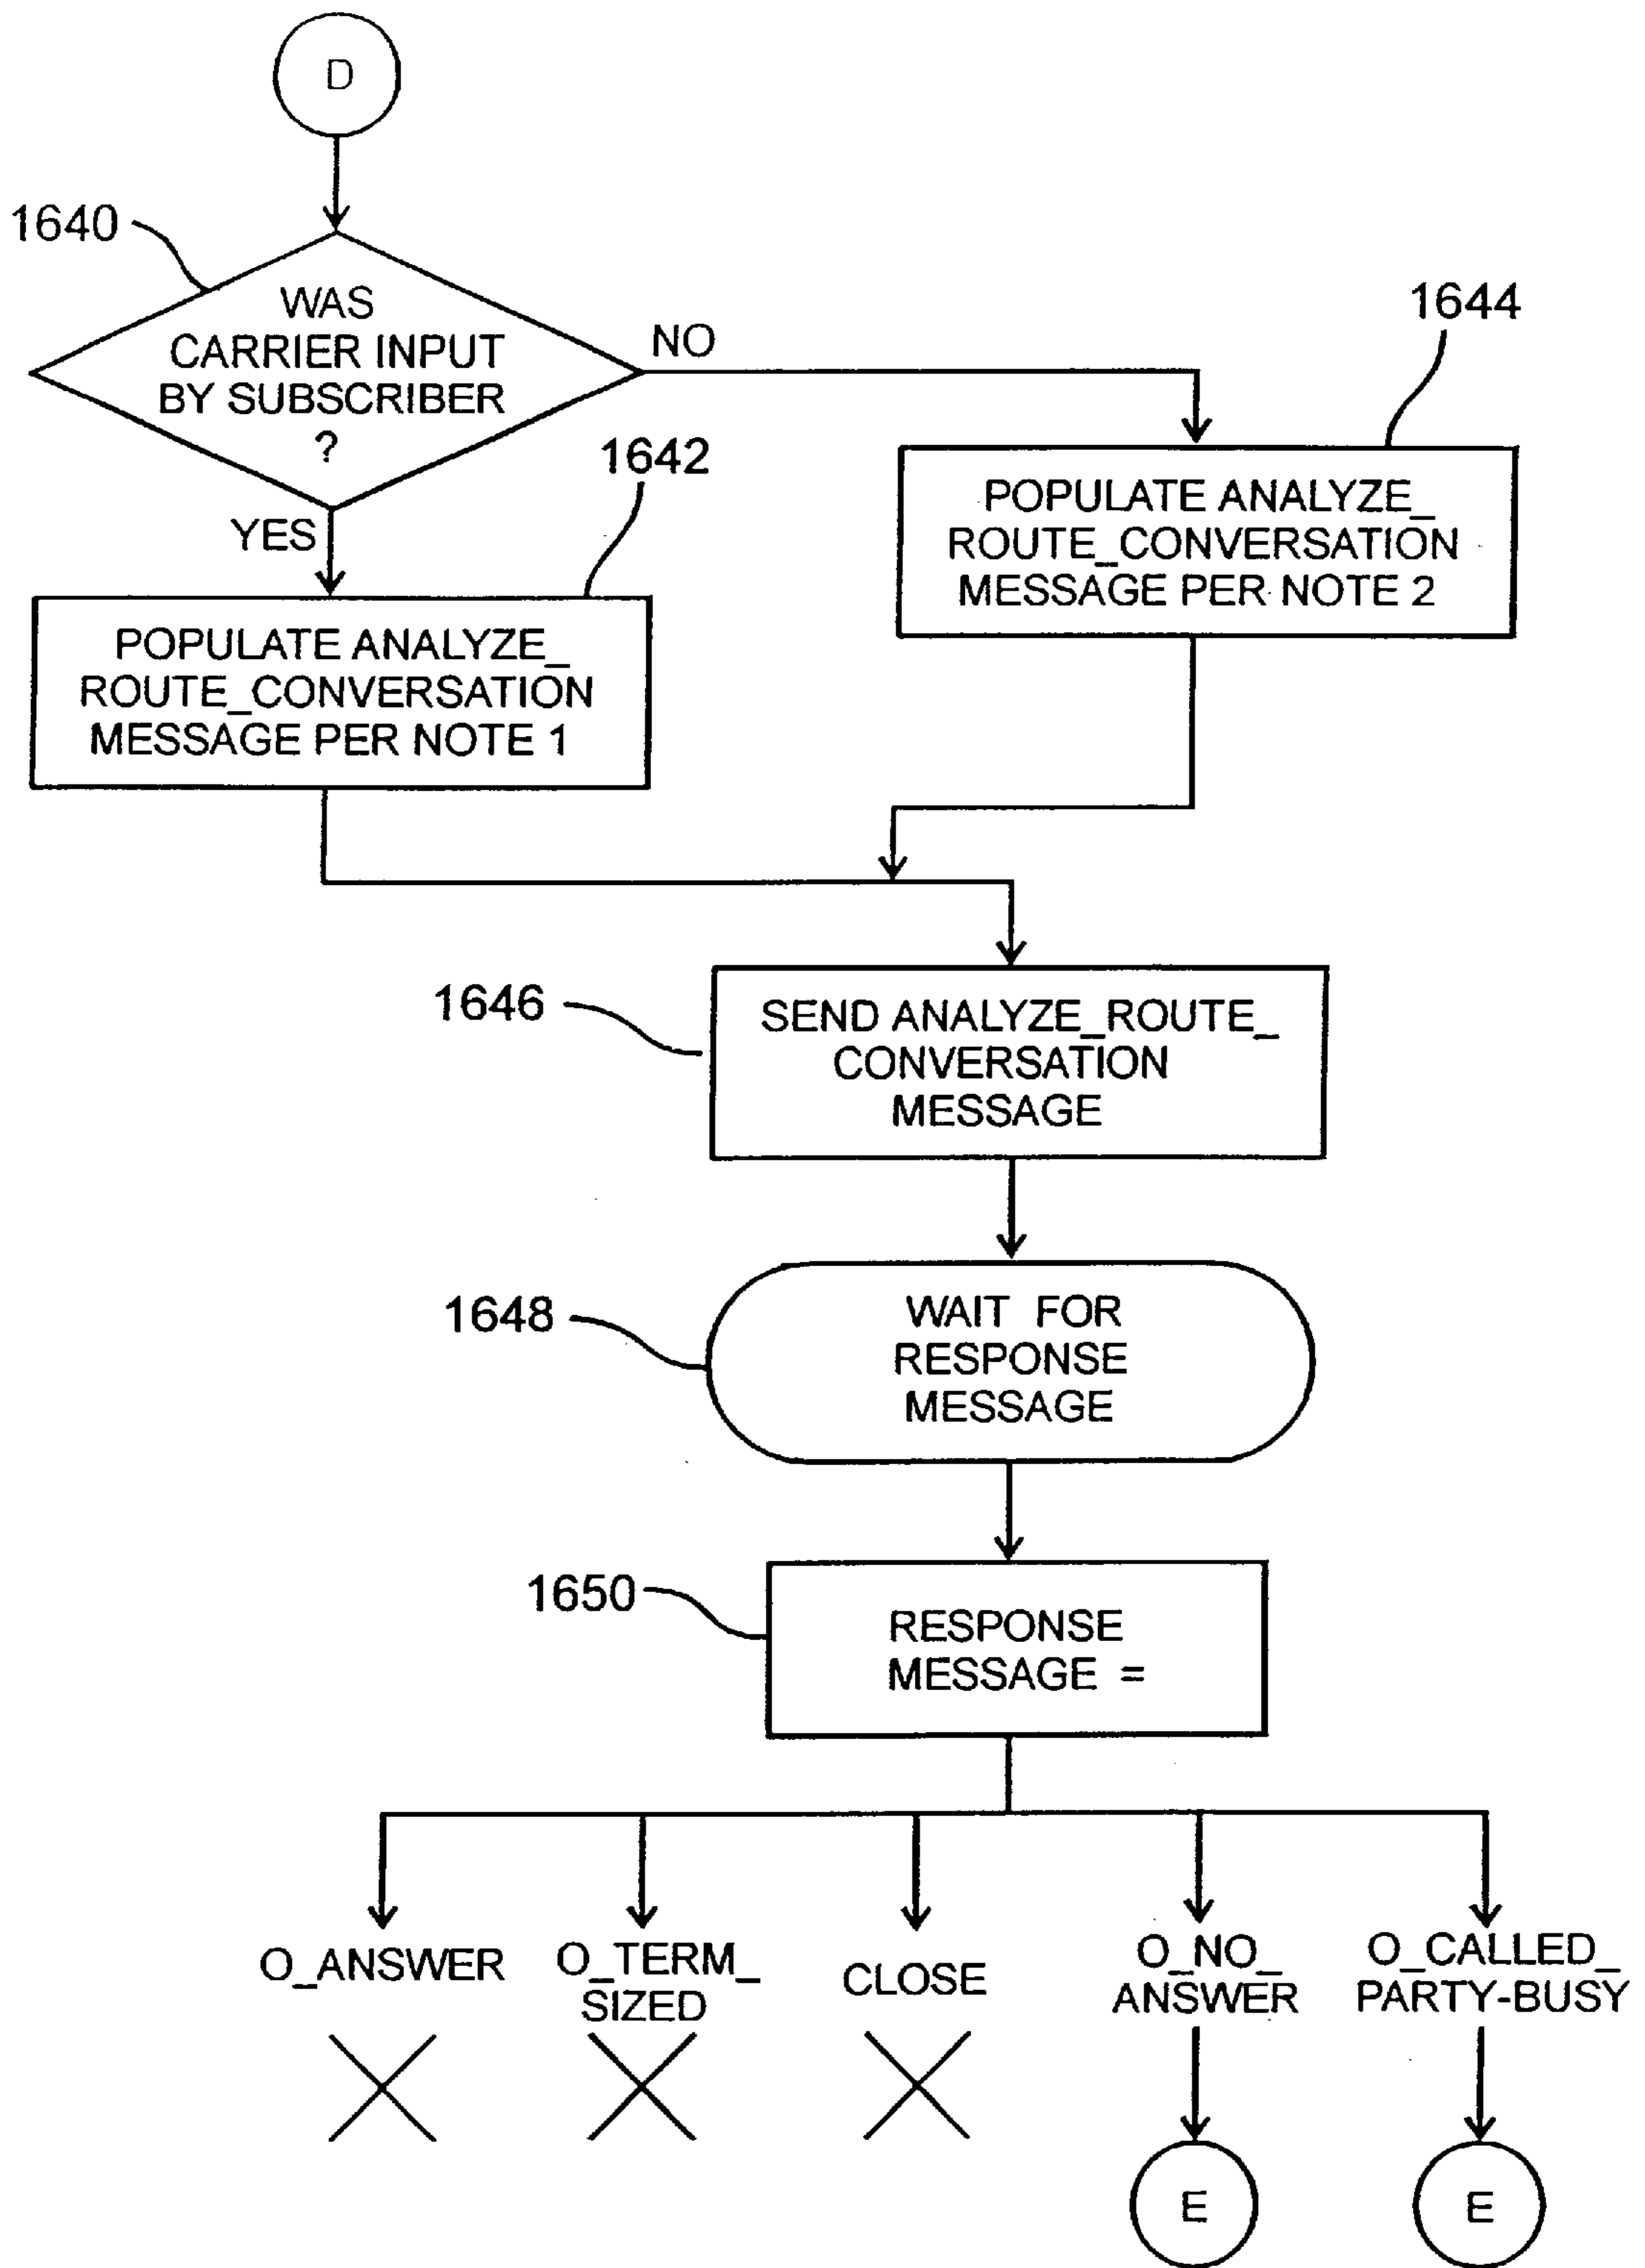 D
1640
WAS
CARRIER INPUT
BY SUBSCRIBER
?
NO
YES
1644
POPULATE ANALYZE_
ROUTE_CONVERSATION
MESSAGE PER NOTE 2
1642
POPULATE ANALYZE_
ROUTE_CONVERSATION
MESSAGE PER NOTE 1
1646
SEND ANALYZE_ROUTE_
CONVERSATION
MESSAGE
1648
WAIT FOR
RESPONSE
MESSAGE
1650
RESPONSE
MESSAGE =
O_ANSWER
O_TERM_
SIZED
CLOSE
O_NO_
ANSWER
O_CALLED_
PARTY-BUSY
E
E